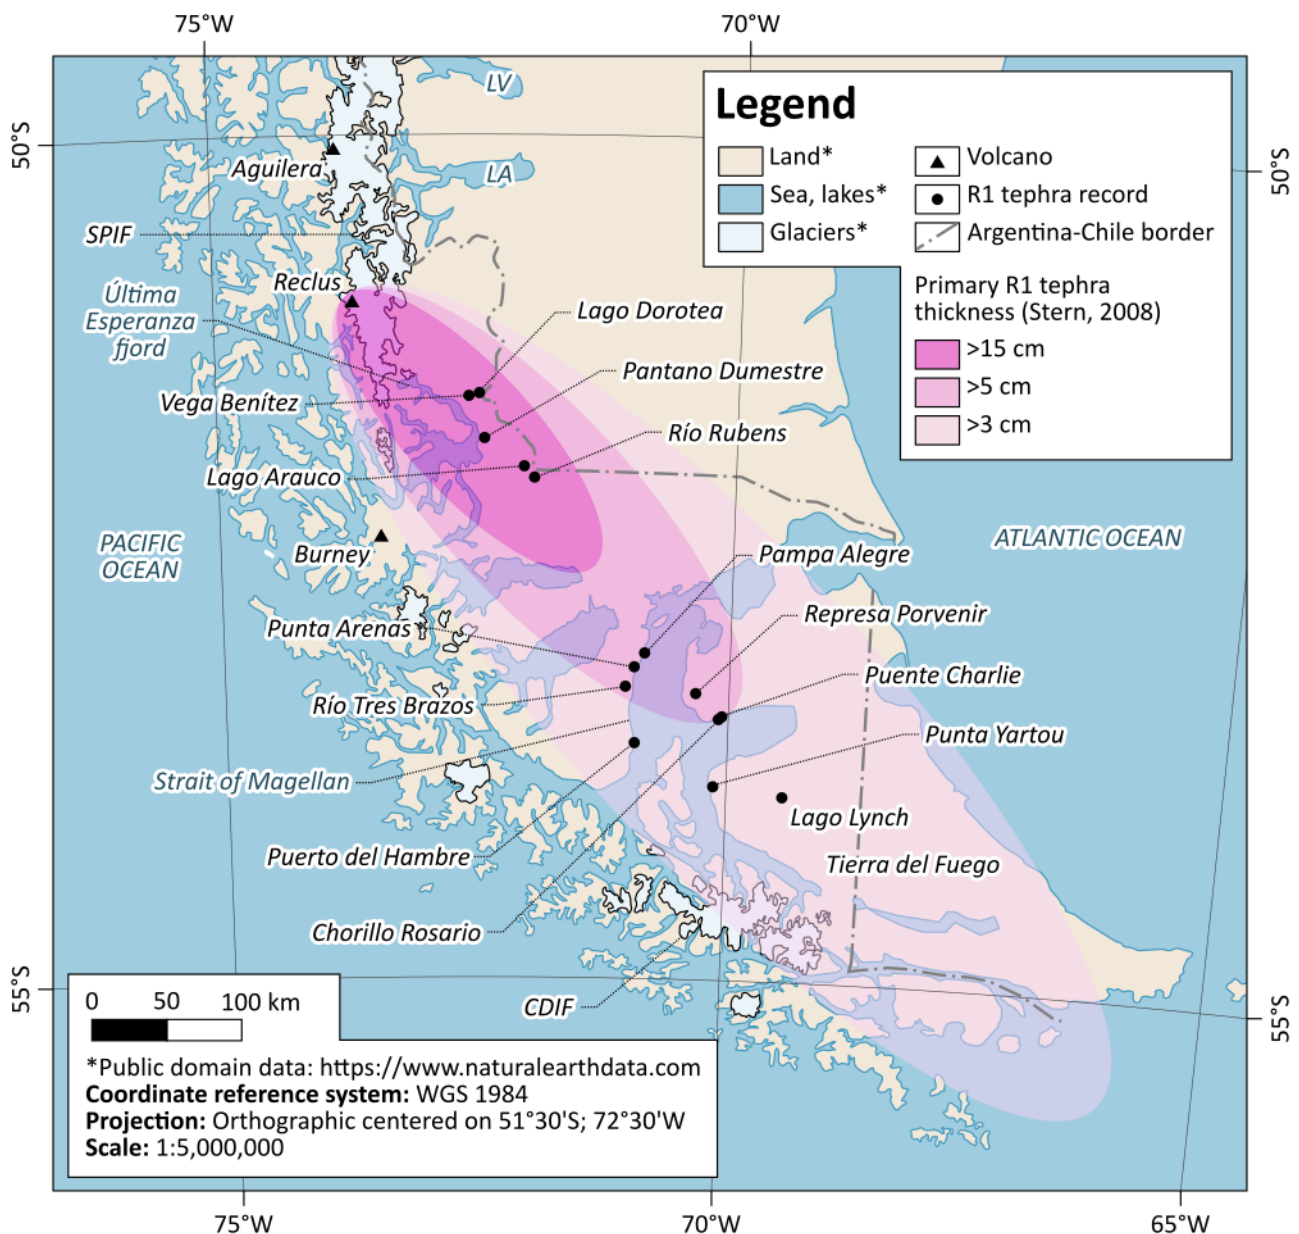 75°W
70°W
50°S
50°S
LV
LA
Aguilera
SPIF
Reclus
Última
Esperanza
fjord
Lago Dorotea
Pantano Dumestre
Vega Benítez
Río Rubens
Lago Arauco
PACIFIC
OCEAN
Burney
ATLANTIC OCEAN
Pampa Alegre
Represa Porvenir
Punta Arenas
Puente Charlie
Río Tres Brazos
Punta Yartou
Strait of Magellan
Lago Lynch
Puerto del Hambre
Tierra del Fuego
Chorillo Rosario
CDIF
Legend
Land*
Sea, lakes*
Glaciers*
Volcano
R1 tephra record
Argentina-Chile border
Primary R1 tephra
thickness (Stern, 2008)
>15 cm
>5 cm
>3 cm
55°S
55°S
0 50 100 km
*Public domain data: https://www.naturalearthdata.com
Coordinate reference system: WGS 1984
Projection: Orthographic centered on 51°30'S; 72°30'W
Scale: 1:5,000,000
75°W
70°W
65°W